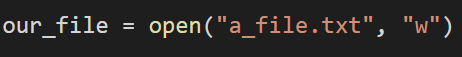 our_file = open("a_file.txt", "w")